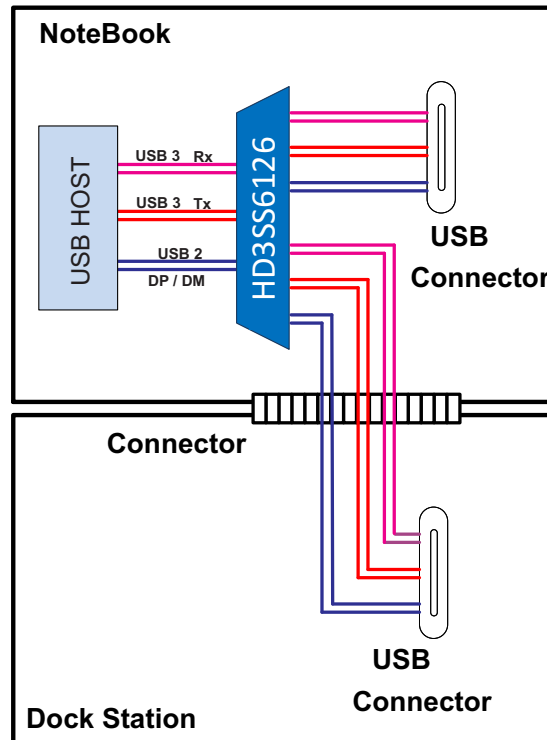 NoteBook
USB HOST
USB 3 Rx
USB 3 Tx
USB 2
DP / DM
HD3SS6126
USB
Connector
Connector
USB
Connector
Dock Station